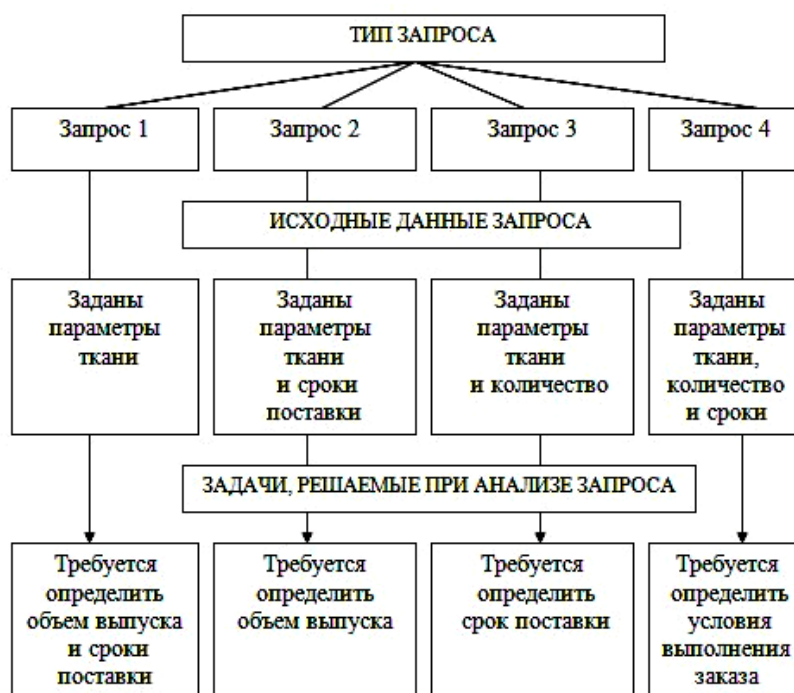 ТИП ЗАПРОСА
Запрос 1
Запрос 2
Запрос 3
Запрос 4
ИСХОДНЫЕ ДАННЫЕ ЗАПРОСА
Заданы
параметры
ткани
Заданы
параметры
ткани
и сроки
поставки
Заданы
параметры
ткани
и количество
Заданы
параметры
ткани,
количество
и сроки
ЗАДАЧИ, РЕШАЕМЫЕ ПРИ АНАЛИЗЕ ЗАПРОСА
Требуется
определить
объем выпуска
и сроки
поставки
Требуется
определить
объем выпуска
Требуется
определить
срок поставки
Требуется
определить
условия
выполнения
заказа